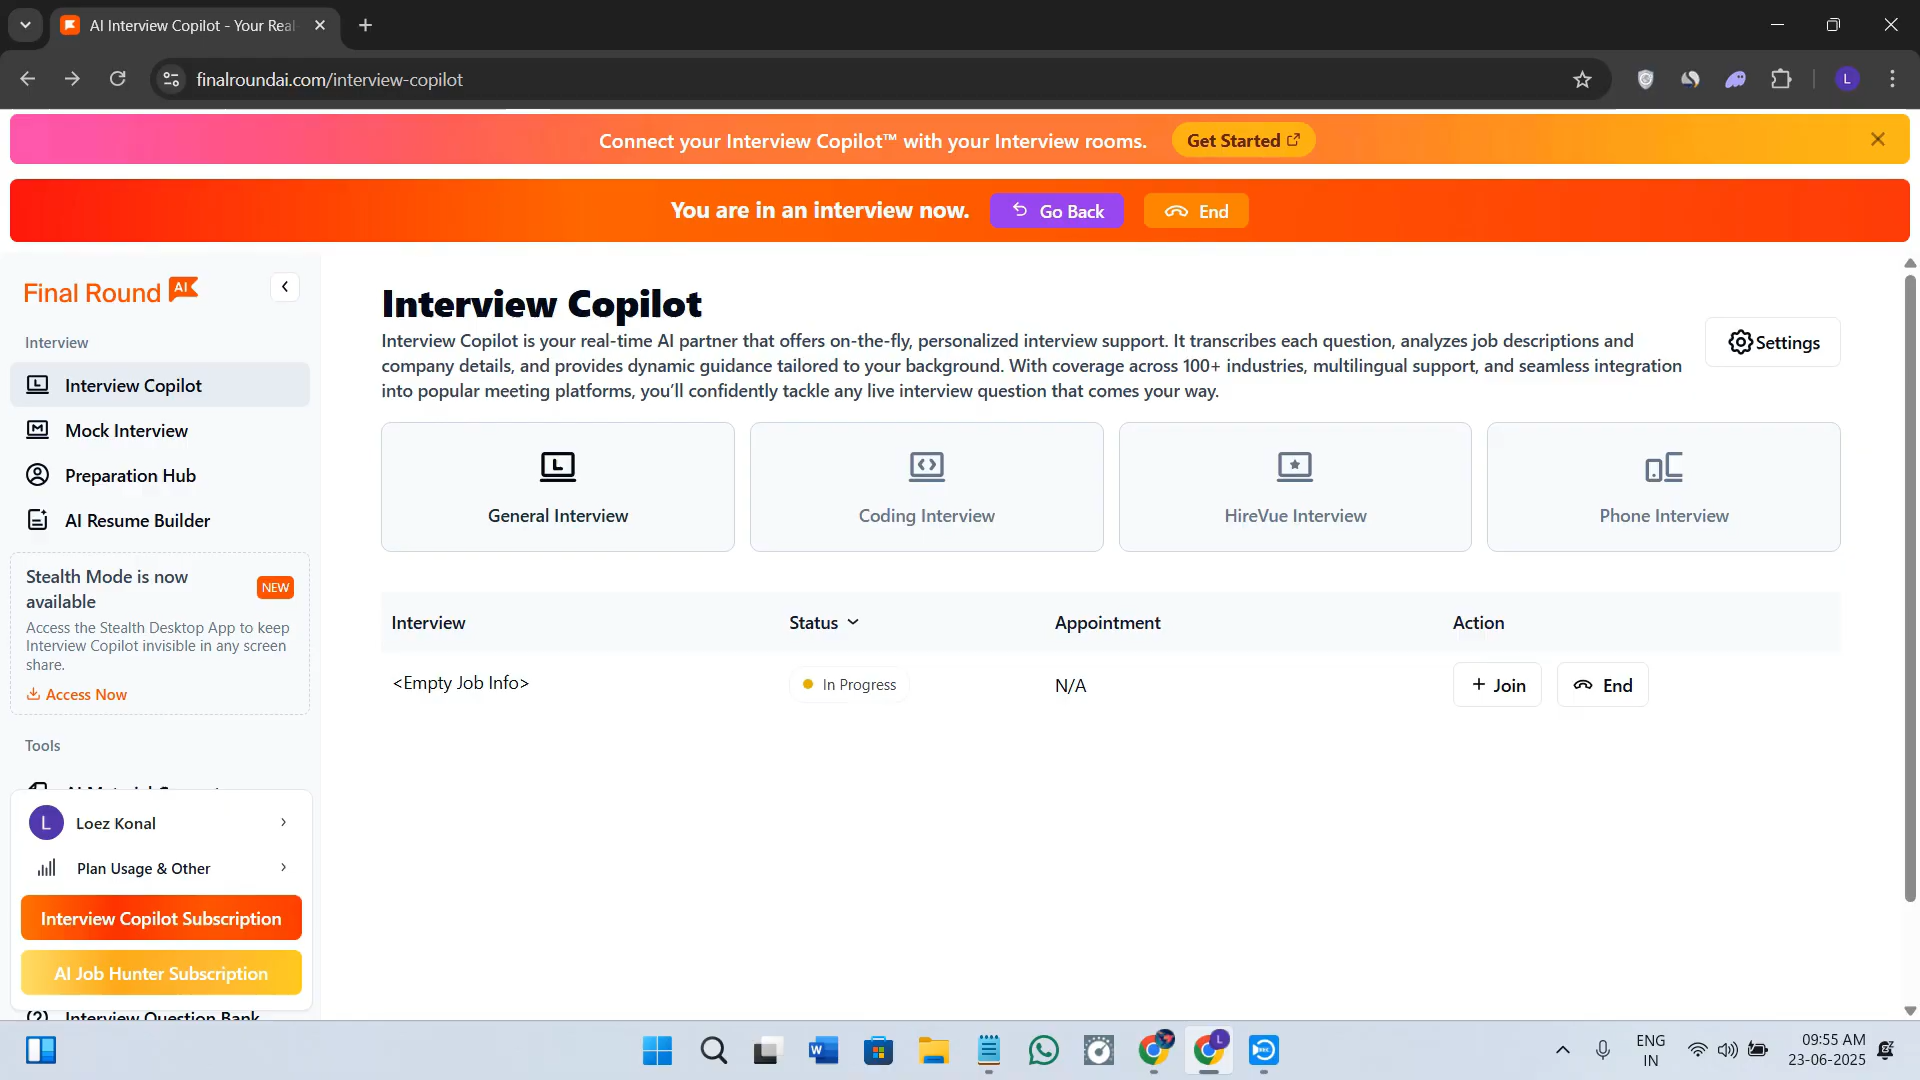 AI Interview Copilot - Your Real
finalroundai.com/interview-copilot
L
Connect your Interview Copilot™ with your Interview rooms.
Get Started
You are in an interview now.
Go Back
End
Final Round AI
Interview
Interview Copilot
Mock Interview
Preparation Hub
AI Resume Builder
Stealth Mode is now
available
NEW
Access the Stealth Desktop App to keep
Interview Copilot invisible in any screen
share.
Access Now
Tools
L
Loez Konal
Plan Usage & Other
Interview Copilot Subscription
AI Job Hunter Subscription
Interview Question Bank
Interview Copilot
Interview Copilot is your real-time AI partner that offers on-the-fly, personalized interview support. It transcribes each question, analyzes job descriptions and
company details, and provides dynamic guidance tailored to your background. With coverage across 100+ industries, multilingual support, and seamless integration
into popular meeting platforms, you’ll confidently tackle any live interview question that comes your way.
Settings
General Interview
Coding Interview
HireVue Interview
Phone Interview
Interview Status Appointment Action
<Empty Job Info> In Progress N/A + Join End
ENG
IN
09:55 AM
23-06-2025